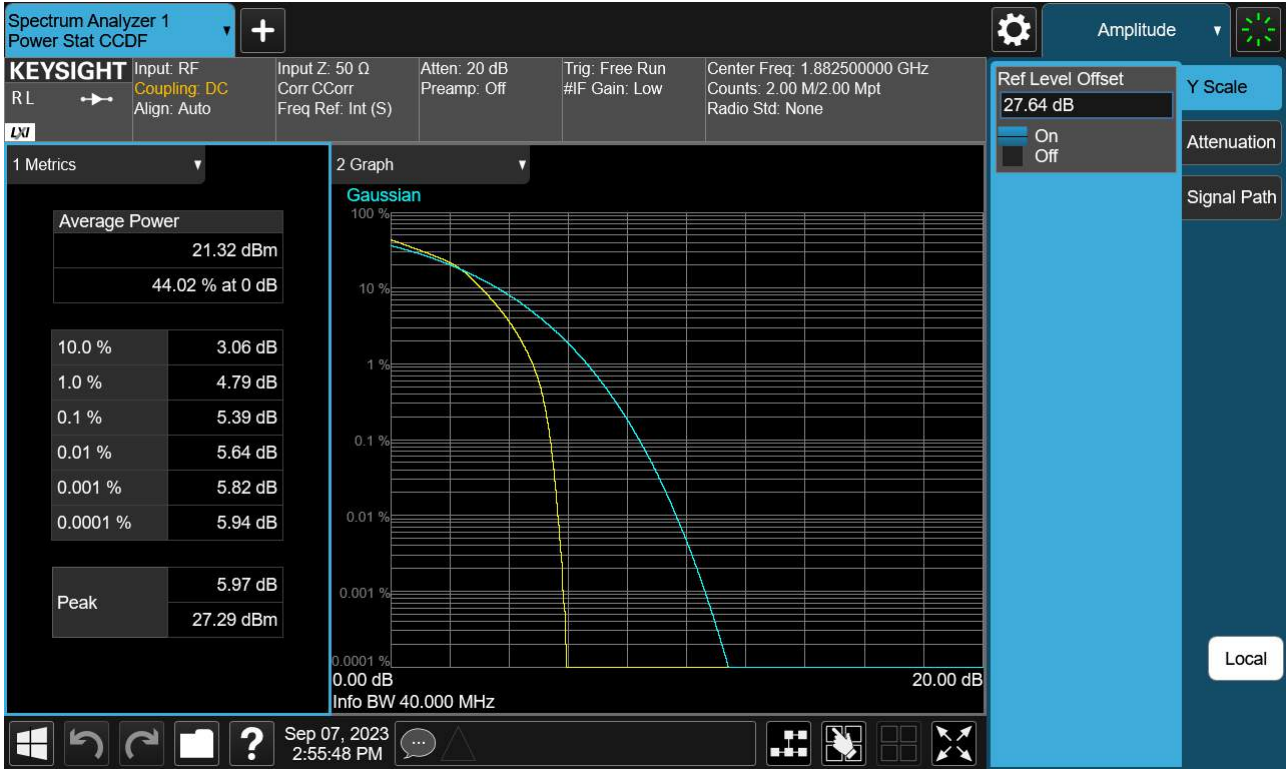 Spectrum Analyzer 1
Power Stat CCDF
Amplitude
KEYSIGHT
RL
LXI
Input: RF
Coupling: DC
Align: Auto
Input Z: 50 Ω
Corr CCorr
Freq Ref: Int (S)
Atten: 20 dB
Preamp: Off
Trig: Free Run
#IF Gain: Low
Center Freq: 1.882500000 GHz
Counts: 2.00 M/2.00 Mpt
Radio Std: None
Ref Level Offset
27.64 dB
On
Off
Y Scale
Attenuation
Signal Path
Local
1 Metrics
Average Power
21.32 dBm
44.02 % at 0 dB
10.0 % 3.06 dB
1.0 % 4.79 dB
0.1 % 5.39 dB
0.01 % 5.64 dB
0.001 % 5.82 dB
0.0001 % 5.94 dB
Peak
5.97 dB
27.29 dBm
2 Graph
Gaussian
100 %
10 %
1 %
0.1 %
0.01 %
0.001 %
0.0001 %
0.00 dB 20.00 dB
Info BW 40.000 MHz
?
Sep 07, 2023
2:55:48 PM